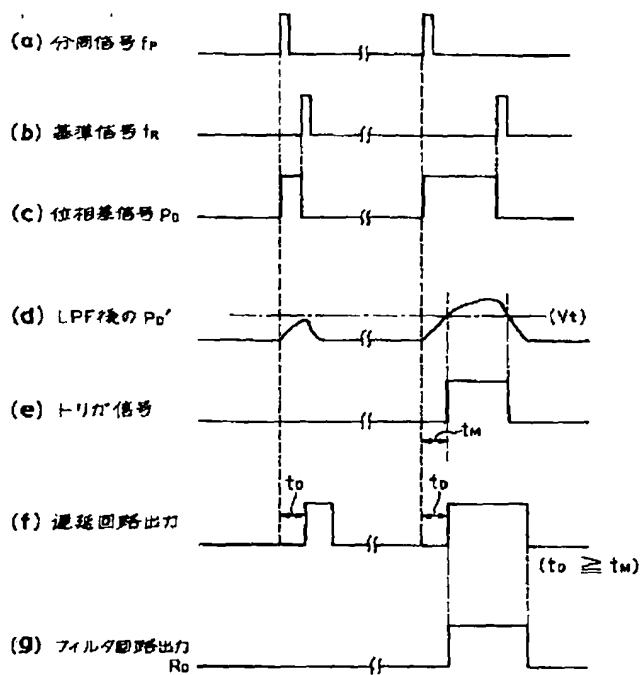 (a) 分周信号 fP
(b) 基準信号 fR
(c) 位相差信号 PD
(d) LPF後の PD'
(Vt)
(e) トリガ信号
tM
tD
tD
(f) 遅延回路出力
(tD ≧ tM)
(g) フィルタ回路出力
RD